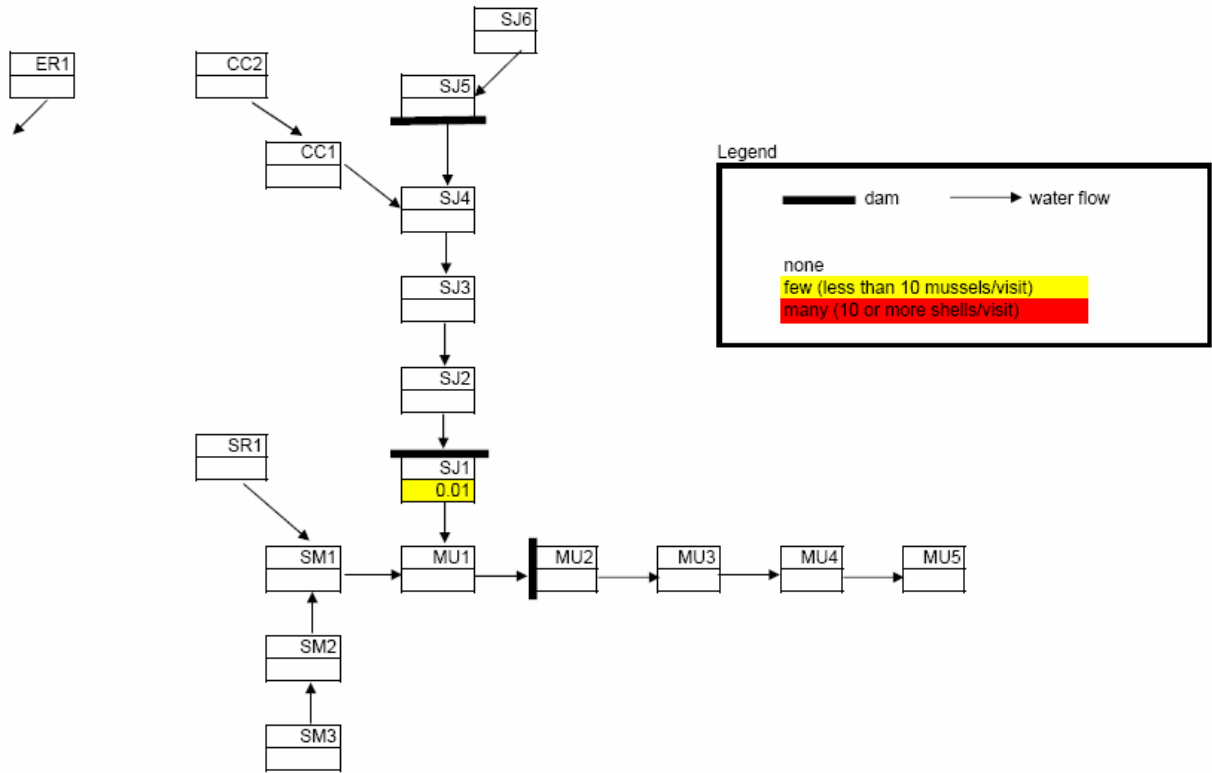 SJ6
ER1
CC2
SJ5
CC1
Legend
SJ4
dam
water flow
none
few (less than 10 mussels/visit)
many (10 or more shells/visit)
SJ3
SJ2
SR1
SJ1
0.01
SM1
MU1
MU2
MU3
MU4
MU5
SM2
SM3